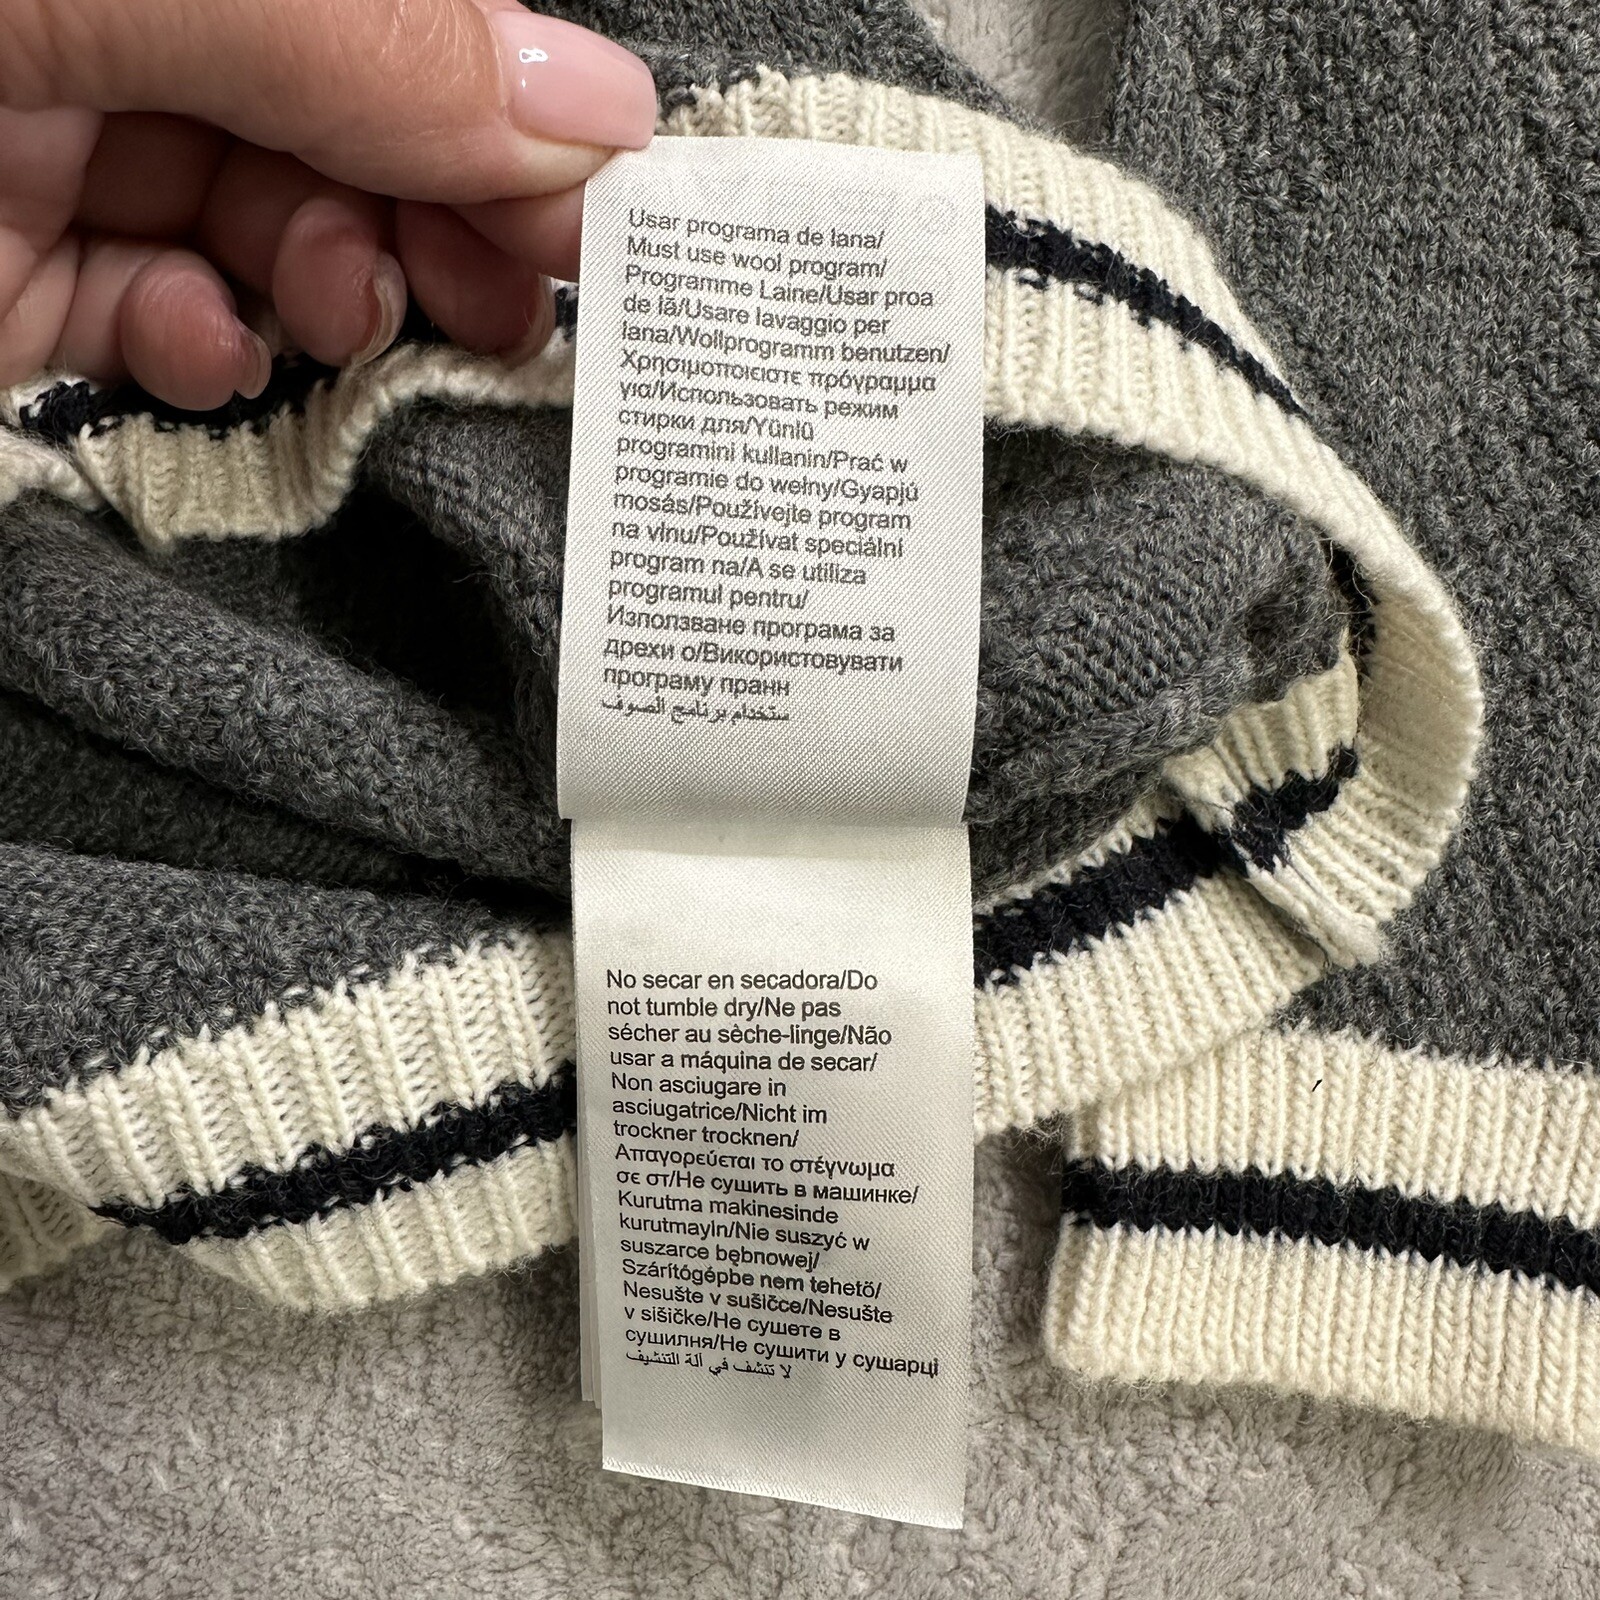 Usar programa de lana/
Must use wool program/
Programme Laine/Usar proa
de lã/Usare lavaggio per
lana/Wollprogramm benutzen/
Χρησιμοποιειστε πρόγραμμα
για/Использовать режим
стирки для/Yünlü
programini kullanin/Prać w
programie do wełny/Gyapjú
mosás/Používejte program
na vlnu/Používat speciální
program na/A se utiliza
programul pentru/
Използване програма за
дрехи о/Використовувати
програму пранн
ستخدام برنامج الصوف
No secar en secadora/Do
not tumble dry/Ne pas
sécher au sèche-linge/Não
usar a máquina de secar/
Non asciugare in
asciugatrice/Nicht im
trockner trocknen/
Απαγορεύεται το στέγνωμα
σε στ/Не сушить в машинке/
Kurutma makinesinde
kurutmayIn/Nie suszyć w
suszarce bębnowej/
Szárítógépbe nem tehető/
Nesušte v sušičce/Nesušte
v sišičke/Не сушете в
сушилня/Не сушити у сушарці
لا تنشف في آلة التنشيف